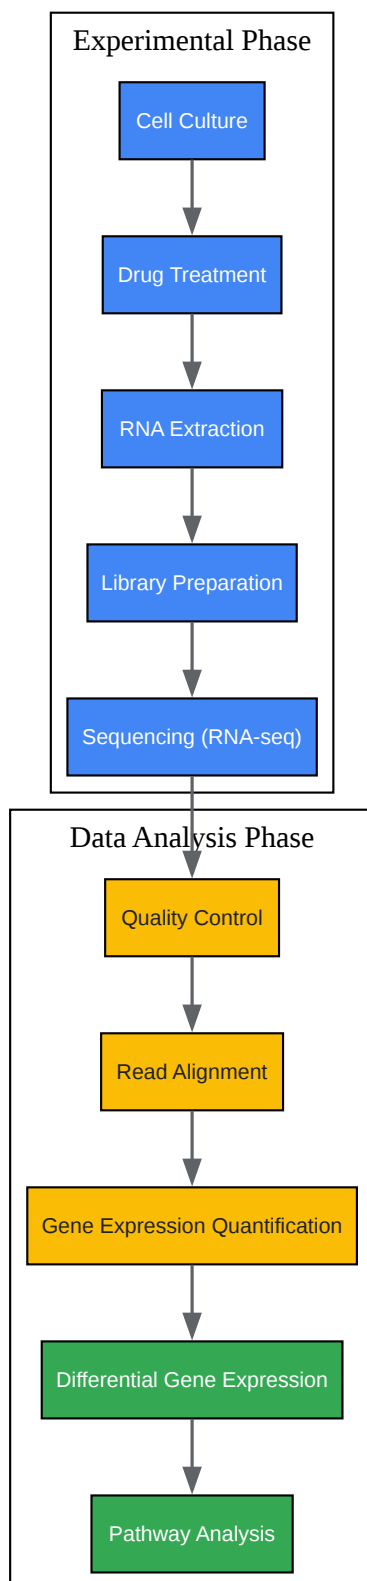 Experimental Phase
Cell Culture
Drug Treatment
RNA Extraction
Library Preparation
Sequencing (RNA-seq)
Data Analysis Phase
Quality Control
Read Alignment
Gene Expression Quantification
Differential Gene Expression
Pathway Analysis